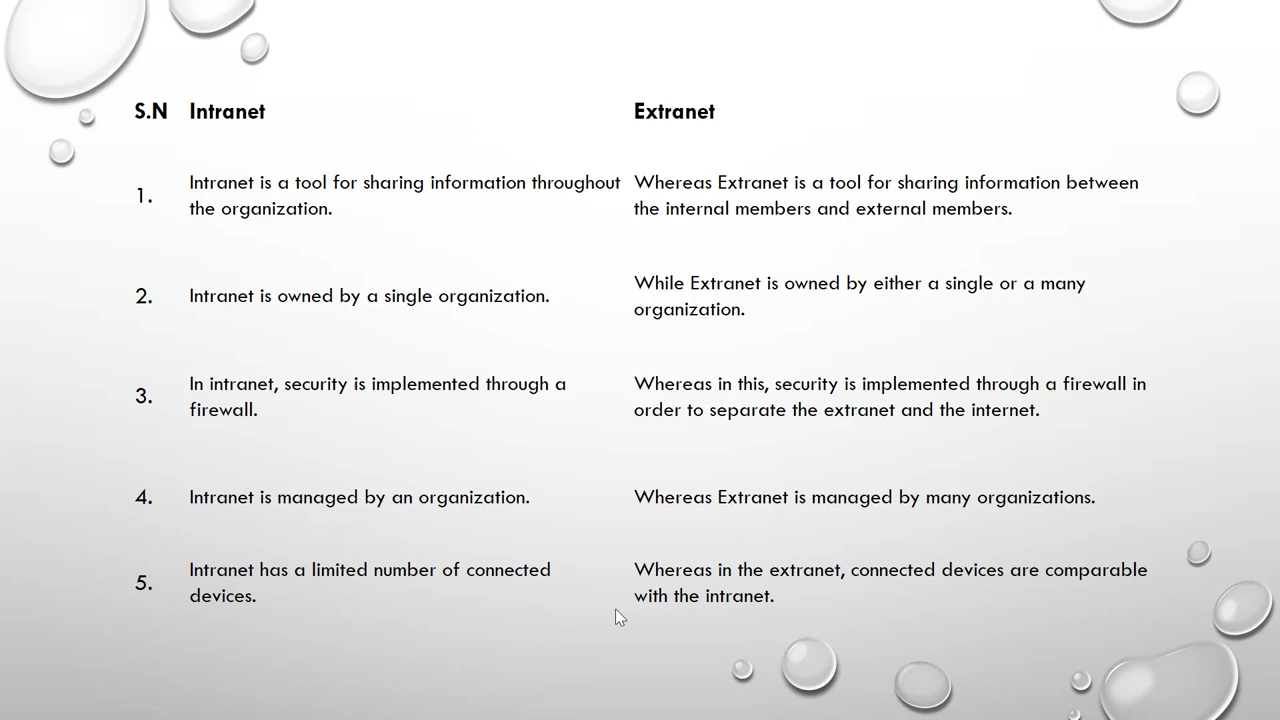 S.N Intranet Extranet
1. Intranet is a tool for sharing information throughout
the organization.
Whereas Extranet is a tool for sharing information between
the internal members and external members.
2. Intranet is owned by a single organization.
While Extranet is owned by either a single or a many
organization.
3. In intranet, security is implemented through a
firewall.
Whereas in this, security is implemented through a firewall in
order to separate the extranet and the internet.
4. Intranet is managed by an organization.
Whereas Extranet is managed by many organizations.
5. Intranet has a limited number of connected
devices.
Whereas in the extranet, connected devices are comparable
with the intranet.